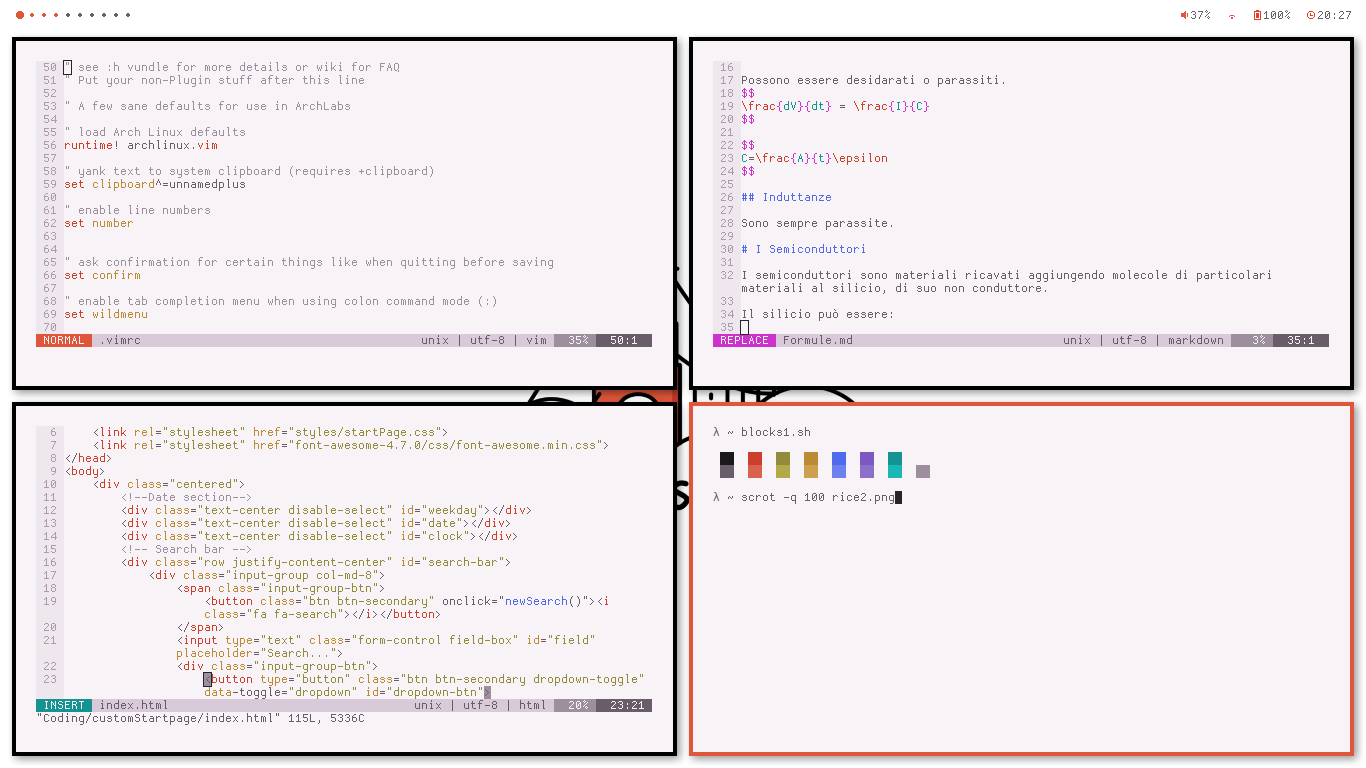 37% 100% 20:27
50 " see :h vundle for more details or wiki for FAQ
51 " Put your non-Plugin stuff after this line
52
53 " A few sane defaults for use in ArchLabs
54
55 " load Arch Linux defaults
56 runtime! archlinux.vim
57
58 " yank text to system clipboard (requires +clipboard)
59 set clipboard^=unnamedplus
60
61 " enable line numbers
62 set number
63
64
65 " ask confirmation for certain things like when quitting before saving
66 set confirm
67
68 " enable tab completion menu when using colon command mode (:)
69 set wildmenu
70
NORMAL .vimrc unix | utf-8 | vim 35% 50:1
16
17 Possono essere desidarati o parassiti.
18 $$
19 \frac{dV}{dt} = \frac{I}{C}
20 $$
21
22 $$
23 C=\frac{A}{t}\epsilon
24 $$
25
26 ## Induttanze
27
28 Sono sempre parassite.
29
30 # I Semiconduttori
31
32 I semiconduttori sono materiali ricavati aggiungendo molecole di particolari
materiali al silicio, di suo non conduttore.
33
34 Il silicio può essere:
35
REPLACE Formule.md unix | utf-8 | markdown 3% 35:1
6 <link rel="stylesheet" href="styles/startPage.css">
7 <link rel="stylesheet" href="font-awesome-4.7.0/css/font-awesome.min.css">
8 </head>
9 <body>
10 <div class="centered">
11 <!--Date section-->
12 <div class="text-center disable-select" id="weekday"></div>
13 <div class="text-center disable-select" id="date"></div>
14 <div class="text-center disable-select" id="clock"></div>
15 <!-- Search bar -->
16 <div class="row justify-content-center" id="search-bar">
17 <div class="input-group col-md-8">
18 <span class="input-group-btn">
19 <button class="btn btn-secondary" onclick="newSearch()"><i
class="fa fa-search"></i></button>
20 </span>
21 <input type="text" class="form-control field-box" id="field"
placeholder="Search...">
22 <div class="input-group-btn">
23 <button type="button" class="btn btn-secondary dropdown-toggle"
data-toggle="dropdown" id="dropdown-btn">
INSERT index.html unix | utf-8 | html 20% 23:21
"Coding/customStartpage/index.html" 115L, 5336C
λ ~ blocks1.sh
λ ~ scrot -q 100 rice2.png